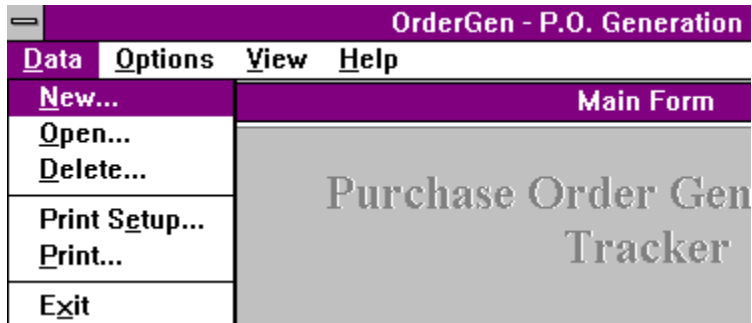 OrderGen - P.O. Generation
Data Options View Help
New...
Main Form
Open...
Delete...
Purchase Order Gen
Print Setup...
Tracker
Print...
Exit